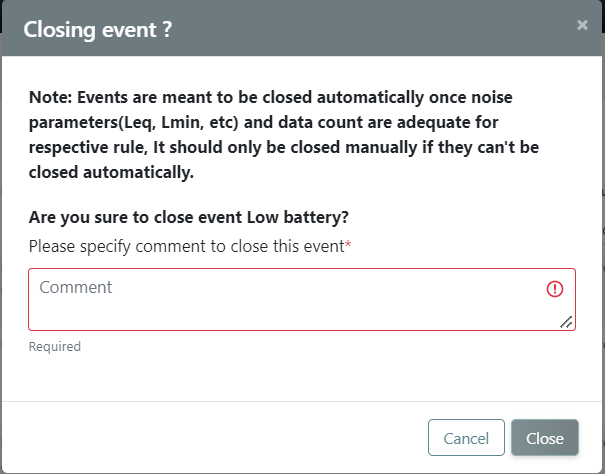 Closing event ?
×
Note: Events are meant to be closed automatically once noise
parameters(Leq, Lmin, etc) and data count are adequate for
respective rule, It should only be closed manually if they can't be
closed automatically.
Are you sure to close event Low battery?
Please specify comment to close this event*
Comment
Required
Cancel
Close